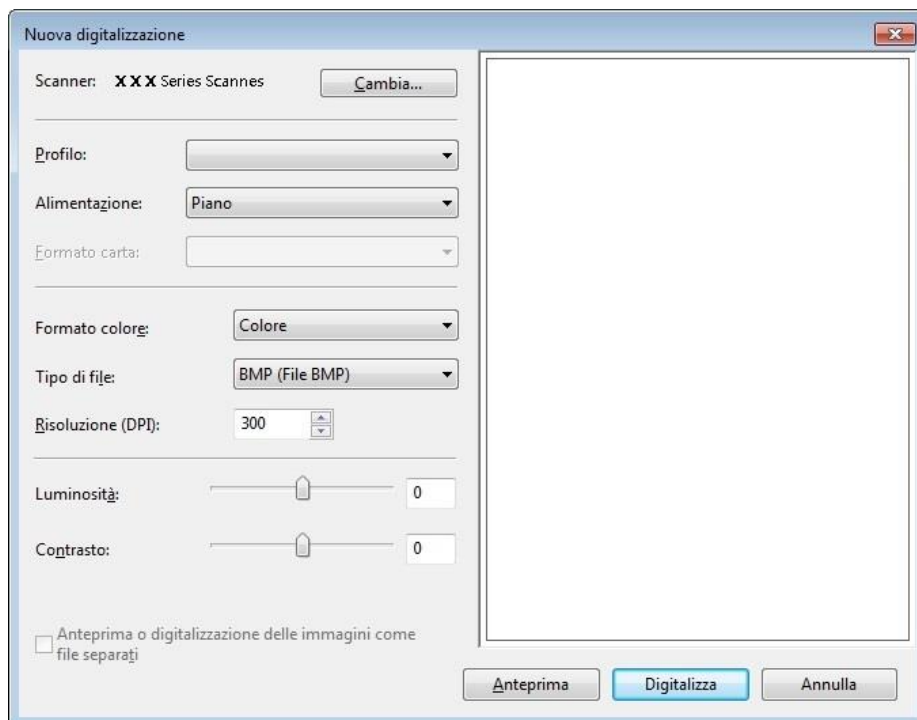 Nuova digitalizzazione
Scanner: XXX Series Scannes
Cambia...
Profilo:
Alimentazione: Piano
Formato carta:
Formato colore: Colore
Tipo di file: BMP (File BMP)
Risoluzione (DPI): 300
Luminosità: 0
Contrasto: 0
Anteprima o digitalizzazione delle immagini come
file separati
Anteprima
Digitalizza
Annulla